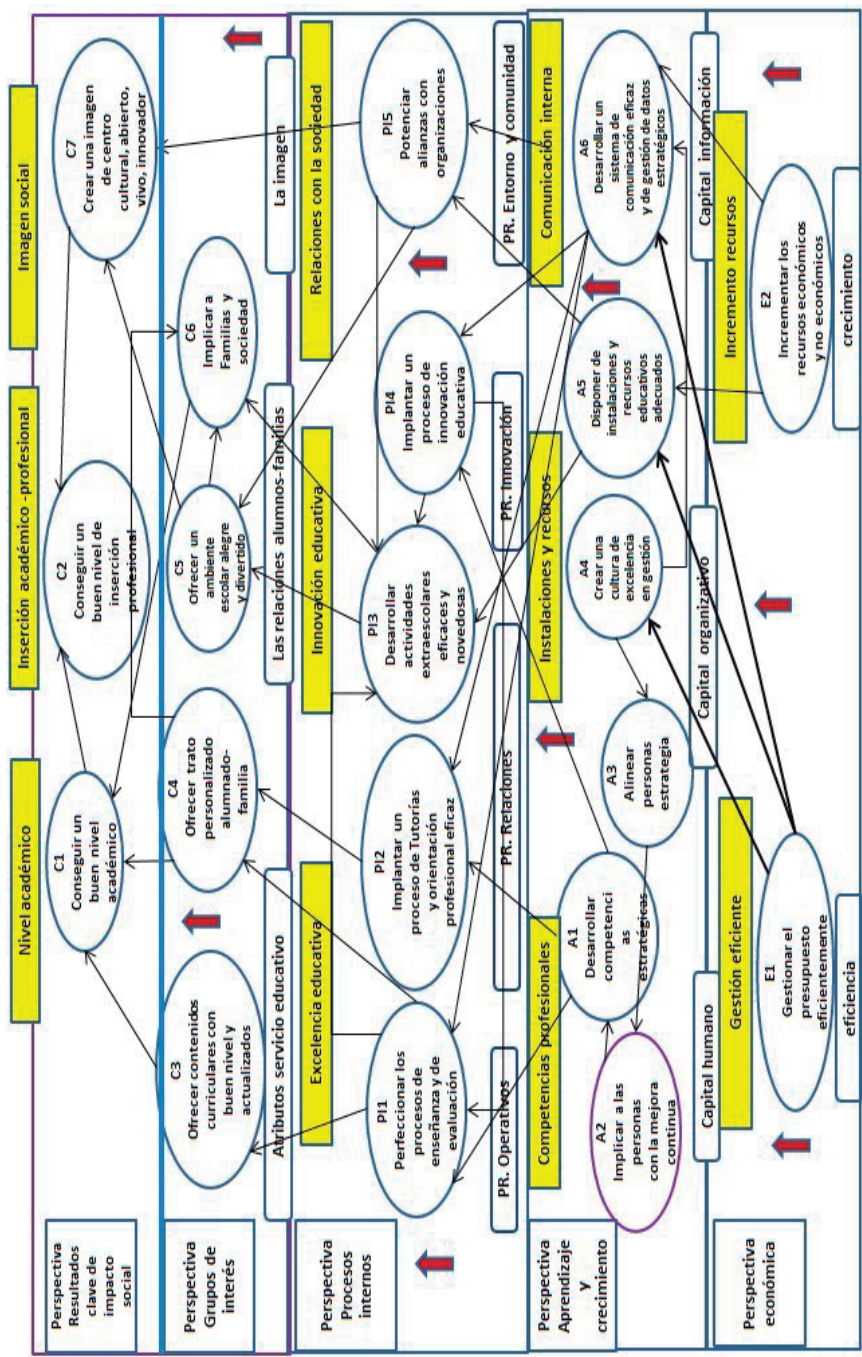 Nivel académico
Inserción académico -profesional
Imagen social
Perspectiva
Resultados
clave de
impacto
social
C1
Conseguir un
buen nivel
académico
C2
Conseguir un
buen nivel de
inserción
profesional
C7
Crear una imagen
de centro
cultural, abierto,
vivo, innovador
Perspectiva
Grupos de
interés
C3
Ofrecer contenidos
curriculares con
buen nivel y
actualizados
C4
Ofrecer trato
personalizado
alumnado-
familia
C5
Ofrecer un
ambiente
escolar alegre
y divertido
C6
Implicar a
Familias y
sociedad
Atributos servicio educativo
Las relaciones alumnos-familias
La imagen
Excelencia educativa
Innovación educativa
Relaciones con la sociedad
Perspectiva
Procesos
internos
PI1
Perfeccionar los
procesos de
enseñanza y de
evaluación
PI2
Implantar un
proceso de Tutorías
y orientación
profesional eficaz
PI3
Desarrollar
actividades
extraescolares
eficaces y
novedosas
PI4
Implantar un
proceso de
innovación
educativa
PI5
Potenciar
alianzas con
organizaciones
PR. Operativos
PR. Relaciones
PR. Innovación
PR. Entorno y comunidad
Competencias profesionales
Instalaciones y recursos
Comunicación interna
Perspectiva
Aprendizaje
y
crecimiento
A2
Implicar a las
personas
con la mejora
continua
A1
Desarrollar
competenci
as
estratégicas
A3
Alinear
personas
estrategia
A4
Crear una
cultura de
excelencia
en gestión
A5
Disponer de
instalaciones y
recursos
educativos
adecuados
A6
Desarrollar un
sistema de
comunicación eficaz
y de gestión de datos
estratégicos
Capital humano
Capital organizativo
Capital información
Gestión eficiente
Incremento recursos
Perspectiva
económica
E1
Gestionar el
presupuesto
eficientemente
E2
Incrementar los
recursos económicos
y no económicos
eficiencia
crecimiento